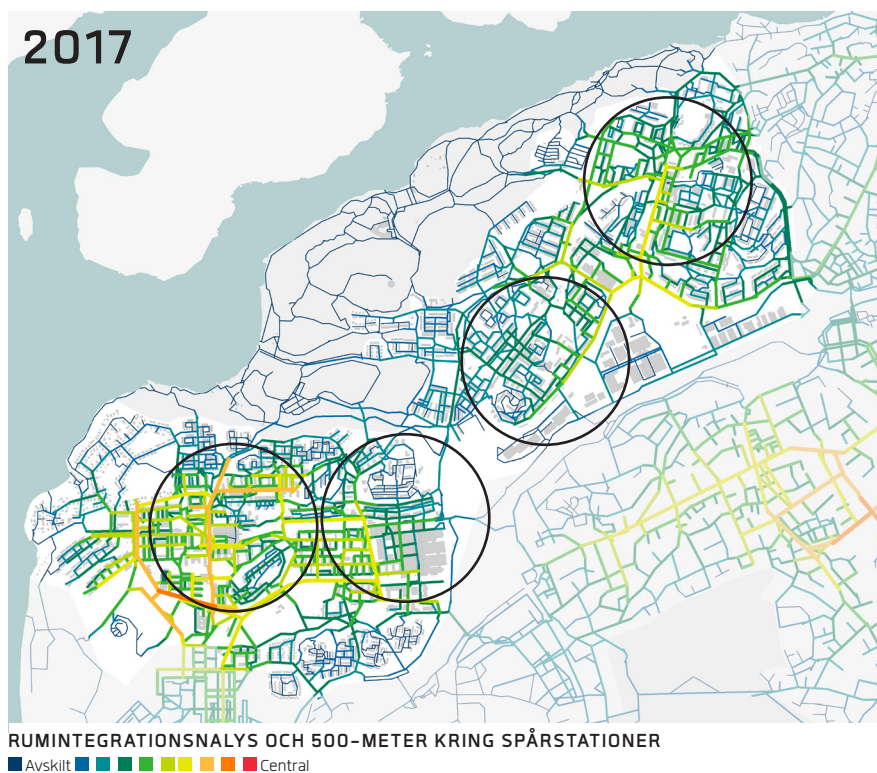 2017
RUMINTEGRATIONSNALYS OCH 500-METER KRING SPÅRSTATIONER
Avskilt Central